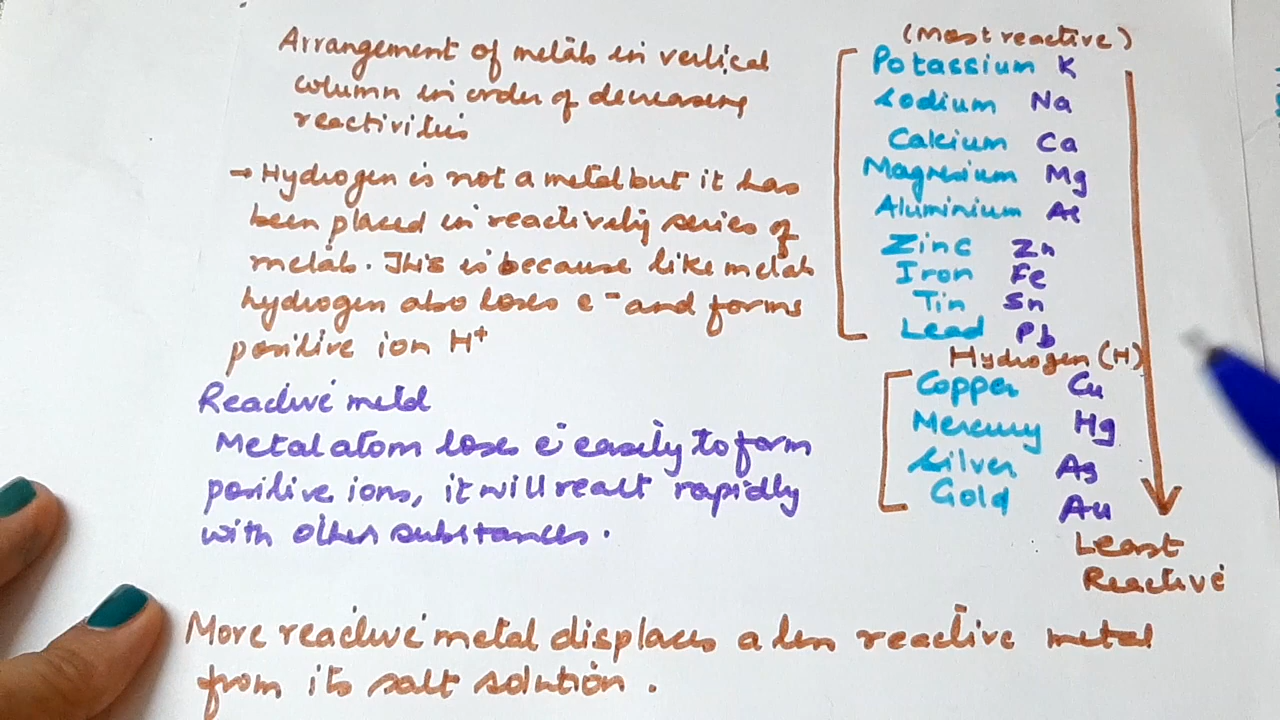 Arrangement of metals in vertical
column in order of decreasing
reactivities
→ Hydrogen is not a metal but it has
been placed in reactively series of
metals. This is because like metals
hydrogen also loses e⁻ and forms
positive ion H⁺
Reactive metal
Metal atom loses e⁻ easily to form
positive ions, it will react rapidly
with other substances.
(Most reactive)
Potassium K
Sodium Na
Calcium Ca
Magnesium Mg
Aluminium Al
Zinc Zn
Iron Fe
Tin Sn
Lead Pb
Hydrogen (H)
Copper Cu
Mercury Hg
Silver Ag
Gold Au
Least
Reactive
More reactive metal displaces a less reactive metal
from its salt solution.